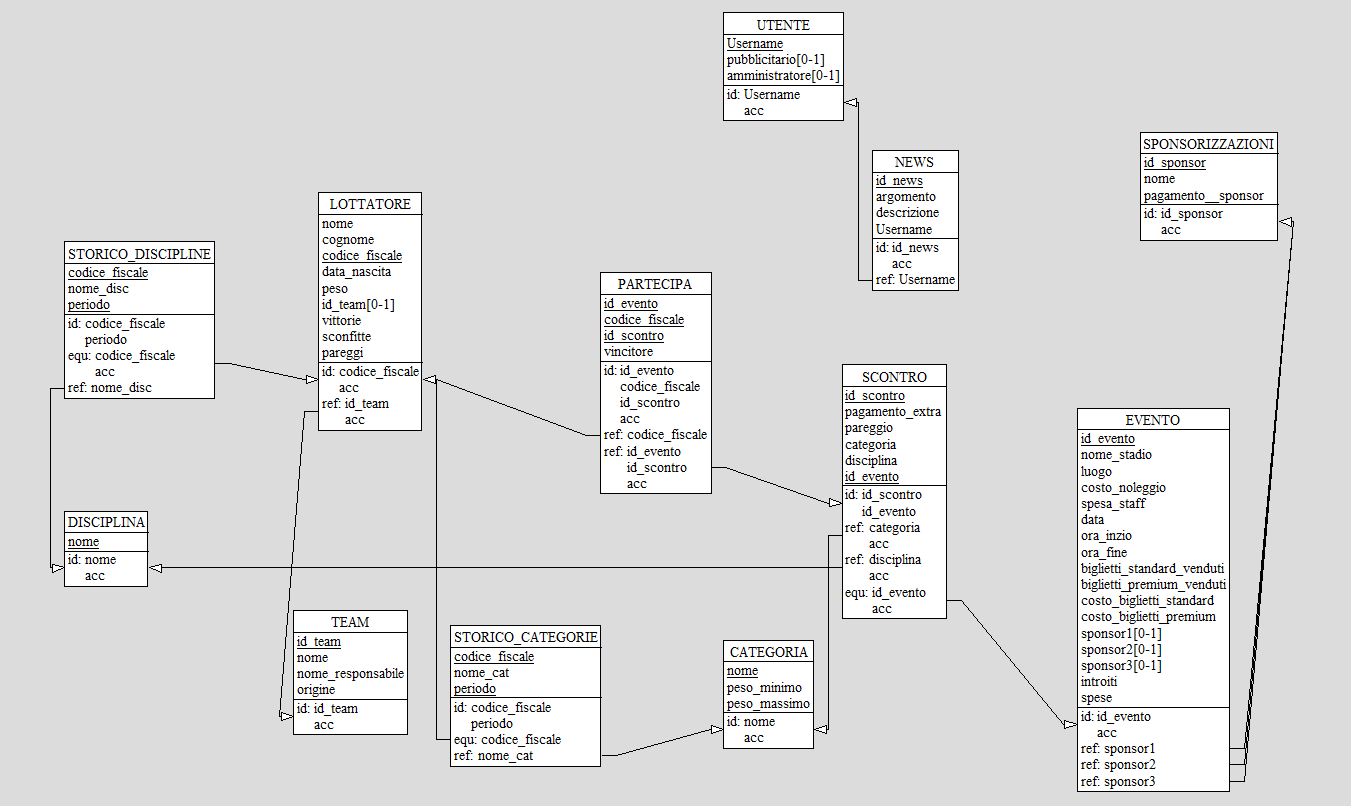 UTENTE
Username
pubblicitario[0-1]
amministratore[0-1]
id: Username
acc
NEWS
id_news
argomento
descrizione
Username
id: id_news
acc
ref: Username
SPONSORIZZAZIONI
id_sponsor
nome
pagamento__sponsor
id: id_sponsor
acc
LOTTATORE
nome
cognome
codice_fiscale
data_nascita
peso
id_team[0-1]
vittorie
sconfitte
pareggi
id: codice_fiscale
acc
ref: id_team
acc
STORICO_DISCIPLINE
codice_fiscale
nome_disc
periodo
id: codice_fiscale
periodo
equ: codice_fiscale
acc
ref: nome_disc
PARTECIPA
id_evento
codice_fiscale
id_scontro
vincitore
id: id_evento
codice_fiscale
id_scontro
acc
ref: codice_fiscale
ref: id_evento
id_scontro
acc
SCONTRO
id_scontro
pagamento_extra
pareggio
categoria
disciplina
id_evento
id: id_scontro
id_evento
ref: categoria
acc
ref: disciplina
acc
equ: id_evento
acc
EVENTO
id_evento
nome_stadio
luogo
costo_noleggio
spesa_staff
data
ora_inzio
ora_fine
biglietti_standard_venduti
biglietti_premium_venduti
costo_biglietti_standard
costo_biglietti_premium
sponsor1[0-1]
sponsor2[0-1]
sponsor3[0-1]
introiti
spese
id: id_evento
acc
ref: sponsor1
ref: sponsor2
ref: sponsor3
DISCIPLINA
nome
id: nome
acc
TEAM
id_team
nome
nome_responsabile
origine
id: id_team
acc
STORICO_CATEGORIE
codice_fiscale
nome_cat
periodo
id: codice_fiscale
periodo
equ: codice_fiscale
ref: nome_cat
CATEGORIA
nome
peso_minimo
peso_massimo
id: nome
acc